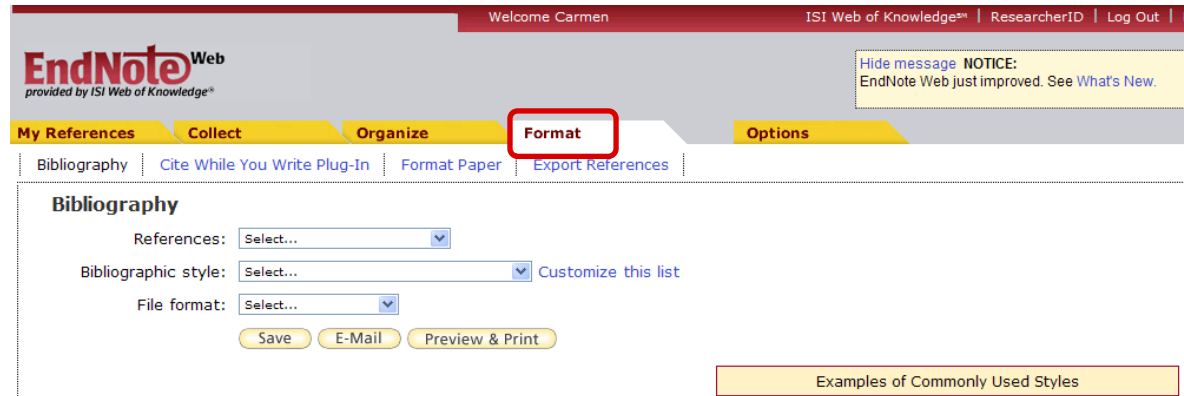 Welcome Carmen ISI Web of Knowledge℠ | ResearcherID | Log Out |
EndNote Web
provided by ISI Web of Knowledge®
Hide message NOTICE:
EndNote Web just improved. See What's New.
My References Collect Organize Format Options
Bibliography Cite While You Write Plug-In Format Paper Export References
Bibliography
References: Select...
Bibliographic style: Select... Customize this list
File format: Select...
Save E-Mail Preview & Print
Examples of Commonly Used Styles